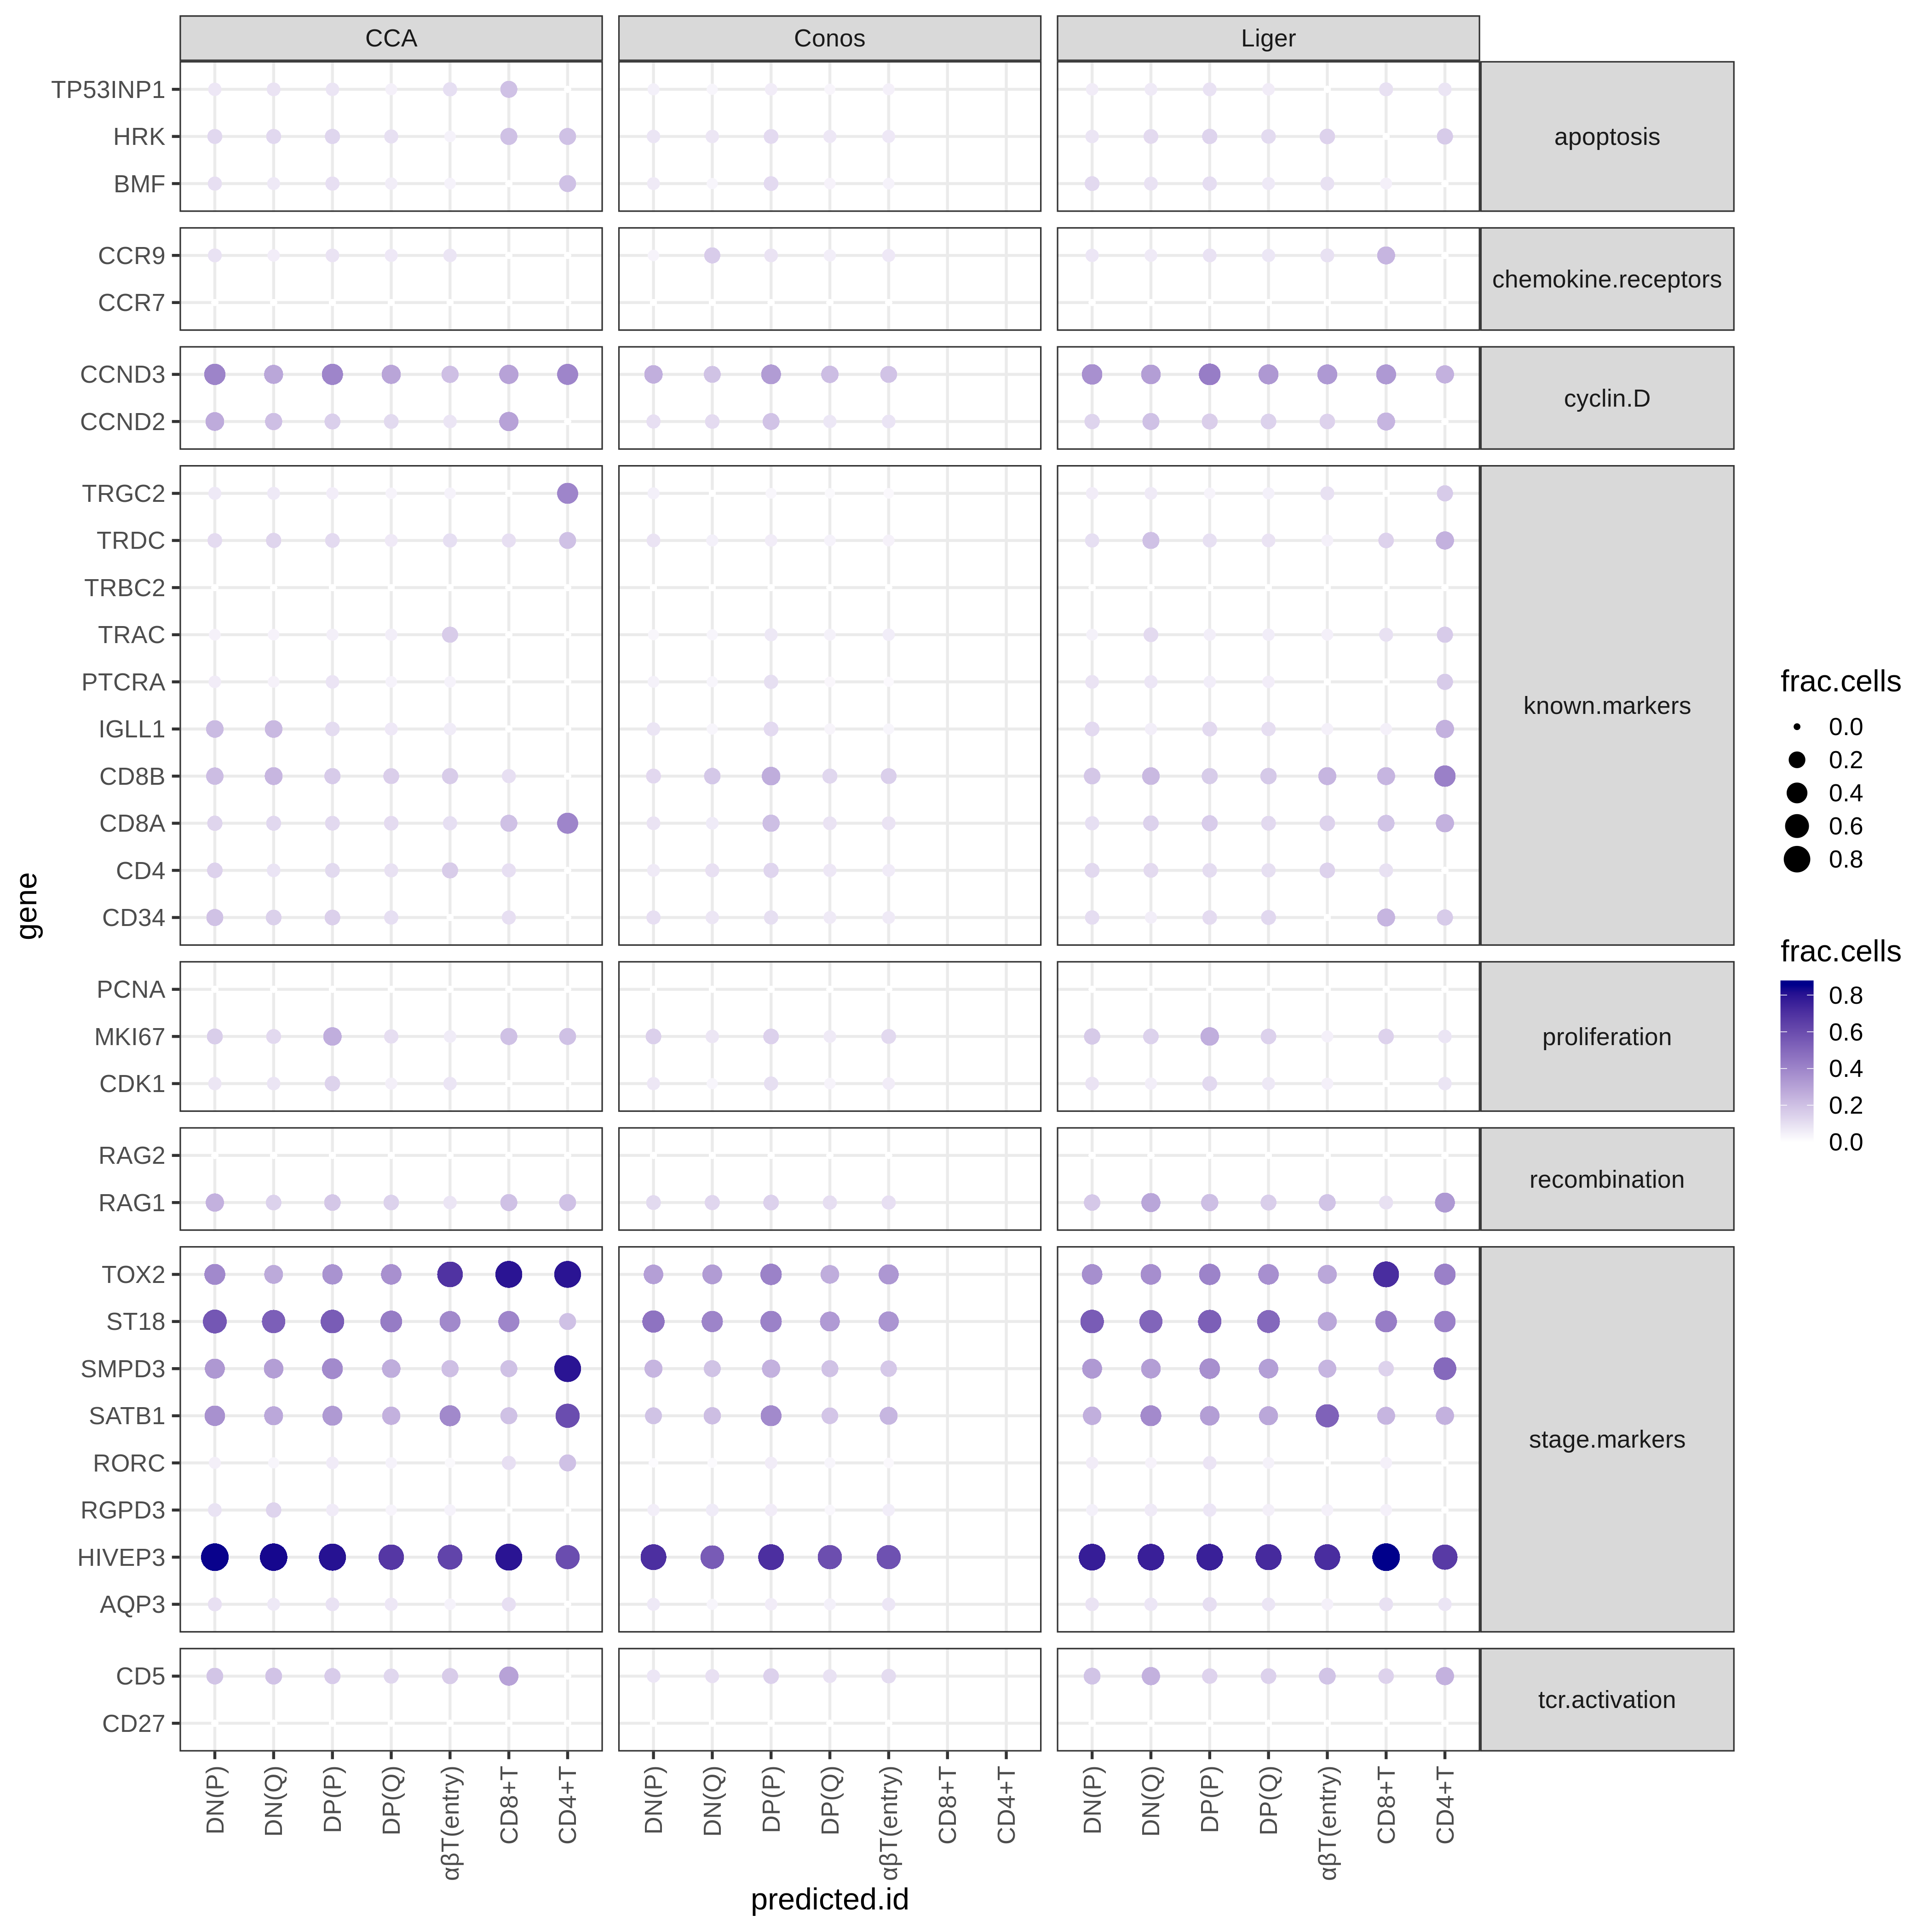 CCA
Conos
Liger
TP53INP1
HRK
BMF
apoptosis
CCR9
CCR7
chemokine.receptors
CCND3
CCND2
cyclin.D
TRGC2
TRDC
TRBC2
TRAC
PTCRA
IGLL1
CD8B
CD8A
CD4
CD34
known.markers
PCNA
MKI67
CDK1
proliferation
RAG2
RAG1
recombination
TOX2
ST18
SMPD3
SATB1
RORC
RGPD3
HIVEP3
AQP3
stage.markers
CD5
CD27
tcr.activation
DN(P)
DN(Q)
DP(P)
DP(Q)
αβT(entry)
CD8+T
CD4+T
DN(P)
DN(Q)
DP(P)
DP(Q)
αβT(entry)
CD8+T
CD4+T
DN(P)
DN(Q)
DP(P)
DP(Q)
αβT(entry)
CD8+T
CD4+T
predicted.id
gene
frac.cells
0.0
0.2
0.4
0.6
0.8
frac.cells
0.8
0.6
0.4
0.2
0.0